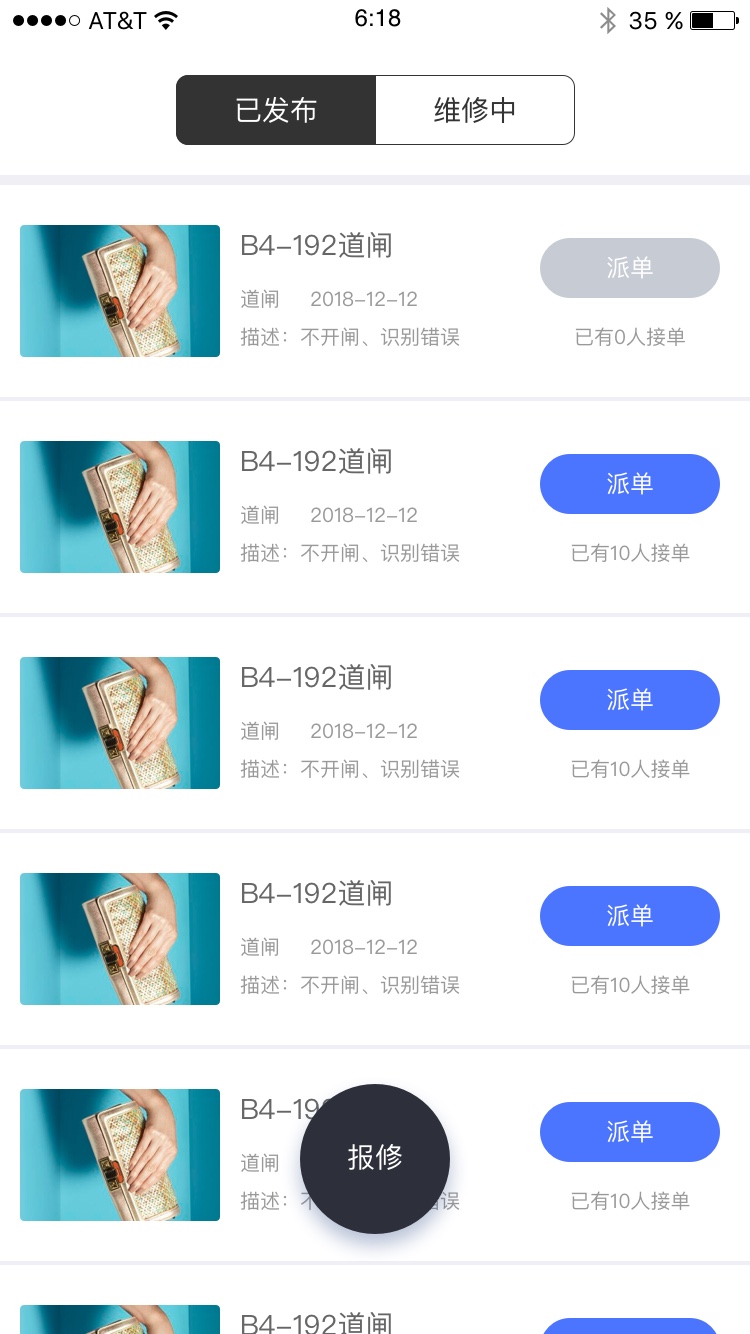 AT&T 6:18 35 %
已发布 维修中
B4-192道闸
派单
道闸 2018-12-12
描述：不开闸、识别错误 已有0人接单
B4-192道闸
派单
道闸 2018-12-12
描述：不开闸、识别错误 已有10人接单
B4-192道闸
派单
道闸 2018-12-12
描述：不开闸、识别错误 已有10人接单
B4-192道闸
派单
道闸 2018-12-12
描述：不开闸、识别错误 已有10人接单
B4-19
派单
道闸
报修
描述：不 错误 已有10人接单
B4-192道闸